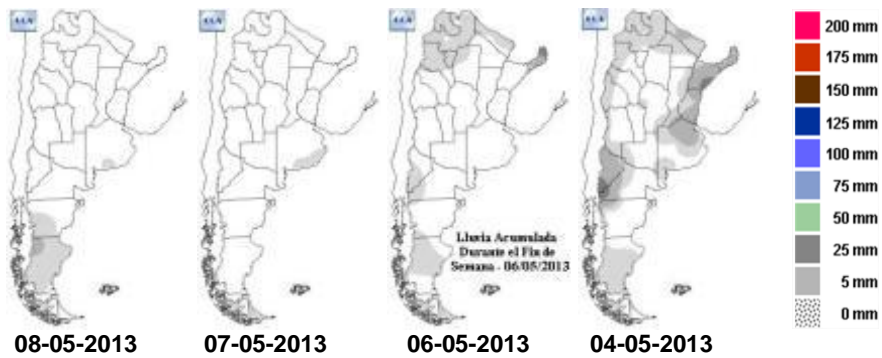 200 mm
175 mm
150 mm
125 mm
100 mm
75 mm
50 mm
25 mm
5 mm
0 mm
Lluvia Acumulada
Durante el Fin de
Semana - 06/05/2013
08-05-2013
07-05-2013
06-05-2013
04-05-2013